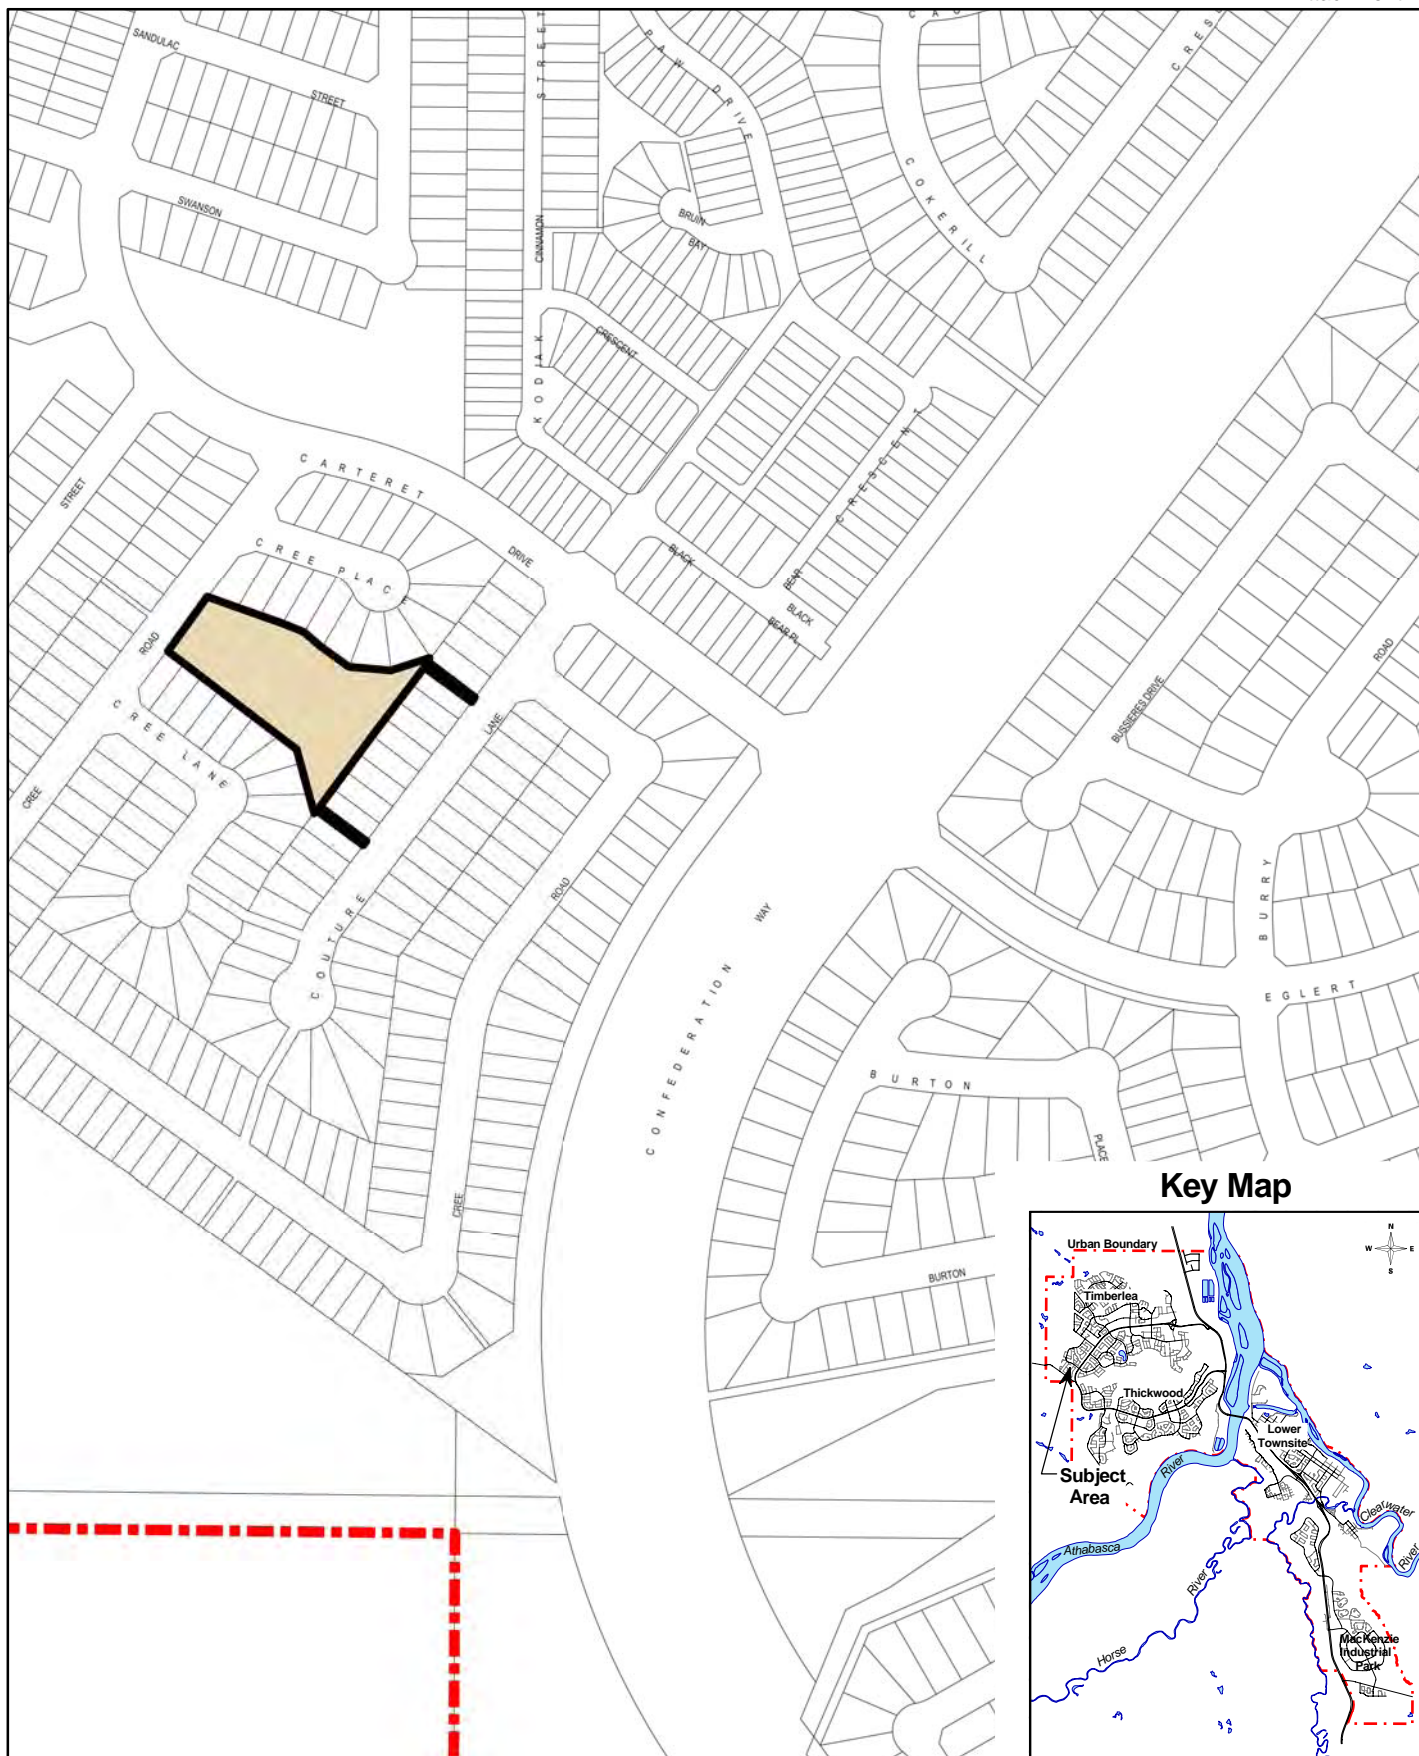 SANDULAC
STREET
SWANSON
STREET
CINNAMON
PAW DRIVE
BRUIN
BAY
COKERILL
CRESCENT
KODIAK
CARTERET
DRIVE
STREET
CREE PLACE
BLACK
BEAR
CRESCENT
BLACK
BEAR PL
ROAD
CREE LANE
LANE
CREE
BUSSIERES DRIVE
ROAD
ROAD
COUTURE
WAY
CONFEDERATION
BURRY
EGLERT
BURTON
PLACE
CREE
BURTON
Key Map
Urban Boundary
N
W E
S
Timberlea
Thickwood
Lower
Townsite
Subject
Area
River
Clearwater
River
Athabasca
River
Horse
MacKenzie
Industrial
Park